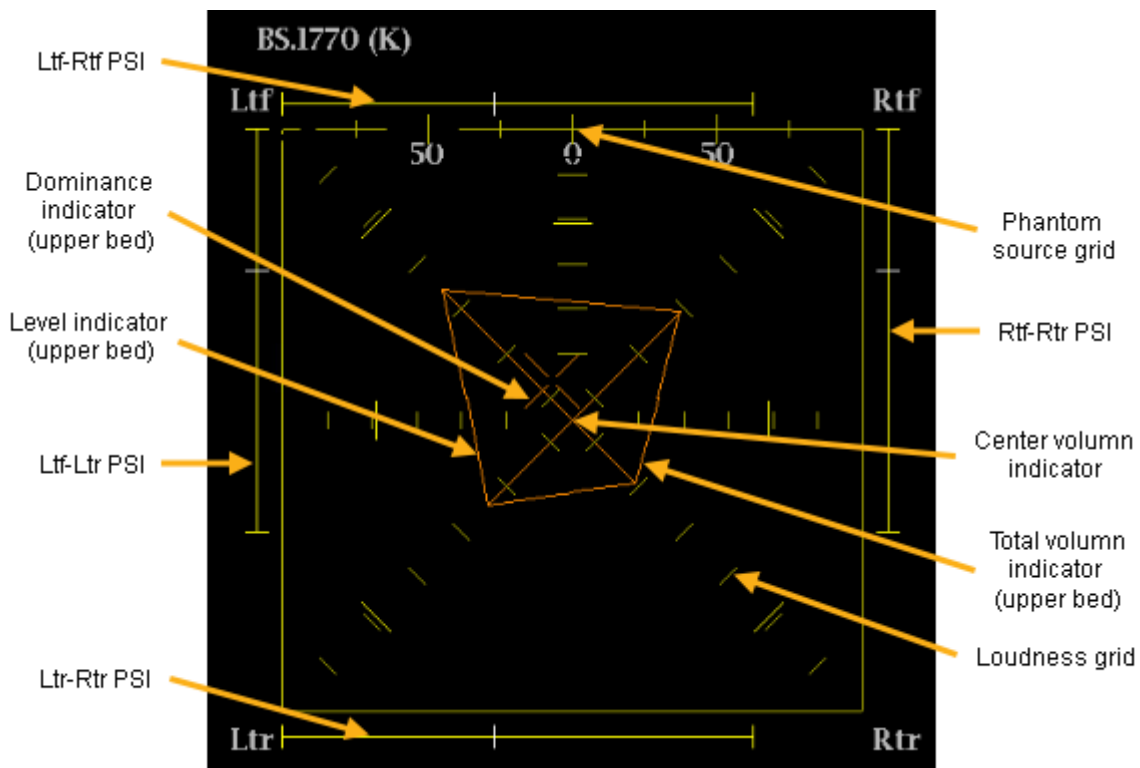 BS.1770 (K)
Ltf-Rtf PSI
Ltf
Rtf
50
0
50
Dominance
indicator
(upper bed)
Phantom
source grid
Level indicator
(upper bed)
Rtf-Rtr PSI
Ltf-Ltr PSI
Center volumn
indicator
Total volumn
indicator
(upper bed)
Loudness grid
Ltr-Rtr PSI
Ltr
Rtr